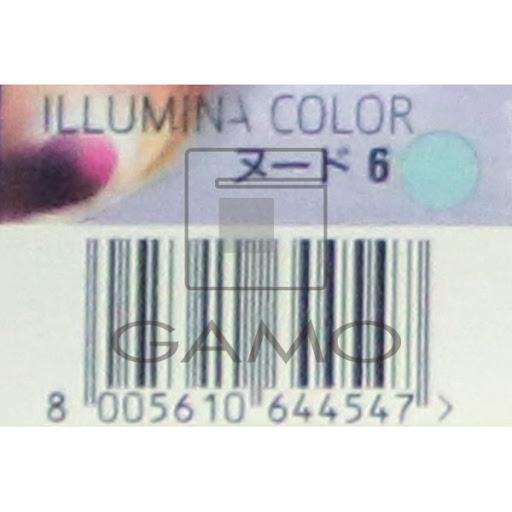 ILLUMINA COLOR
ヌード 6
GAMO
8 005610 644547 >